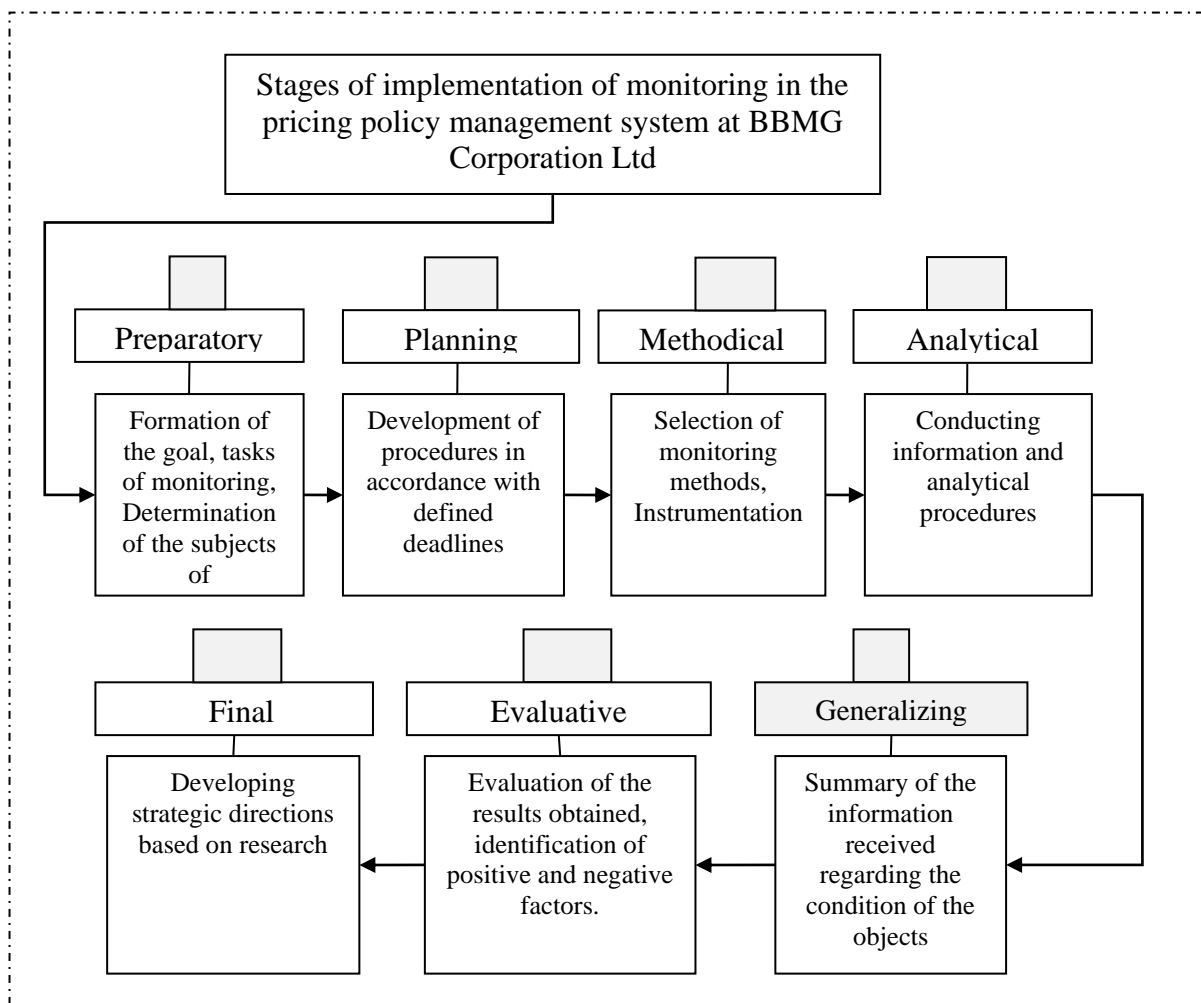 Stages of implementation of monitoring in the
pricing policy management system at BBMG
Corporation Ltd
Preparatory
Planning
Methodical
Analytical
Formation of
the goal, tasks
of monitoring,
Determination
of the subjects
of
Development of
procedures in
accordance with
defined
deadlines
Selection of
monitoring
methods,
Instrumentation
Conducting
information and
analytical
procedures
Final
Evaluative
Generalizing
Developing
strategic directions
based on research
Evaluation of the
results obtained,
identification of
positive and negative
factors.
Summary of the
information
received
regarding the
condition of the
objects